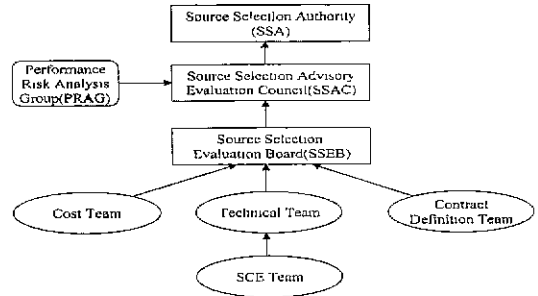 Source Selection Authority
(SSA)
Performance
Risk Analysis
Group(PRAG)
Source Selection Advisory
Evaluation Council(SSAC)
Source Selection
Evaluation Board(SSEB)
Cost Team
Technical Team
Contract
Definition Team
SCE Team